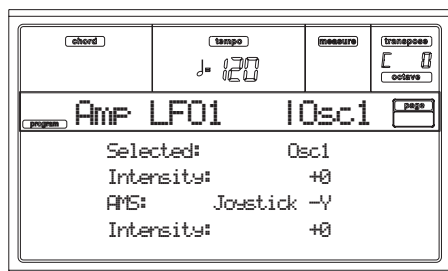 chord tempo measure transpose
♩= 120 C 0
octave
program Amp LFO1 |Osc1 page
Selected: Osc1
Intensity: +0
AMS: Joystick -Y
Intensity: +0